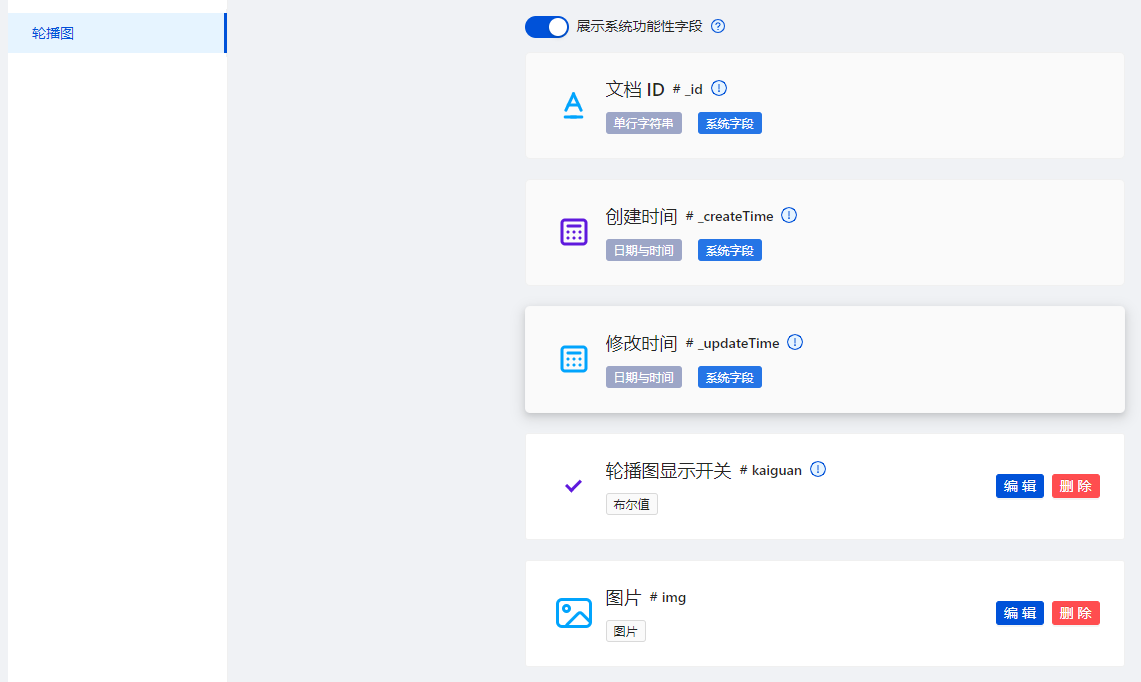 轮播图
展示系统功能性字段
文档 ID # _id
单行字符串 系统字段
创建时间 # _createTime
日期与时间 系统字段
修改时间 # _updateTime
日期与时间 系统字段
轮播图显示开关 # kaiguan
布尔值
编 辑 删 除
图片 # img
图片
编 辑 删 除